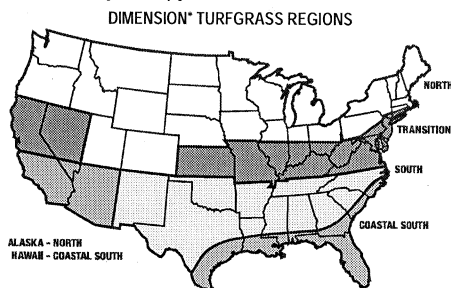 DIMENSION* TURFGRASS REGIONS
NORTH
TRANSITION
SOUTH
COASTAL SOUTH
ALASKA - NORTH
HAWAII - COASTAL SOUTH